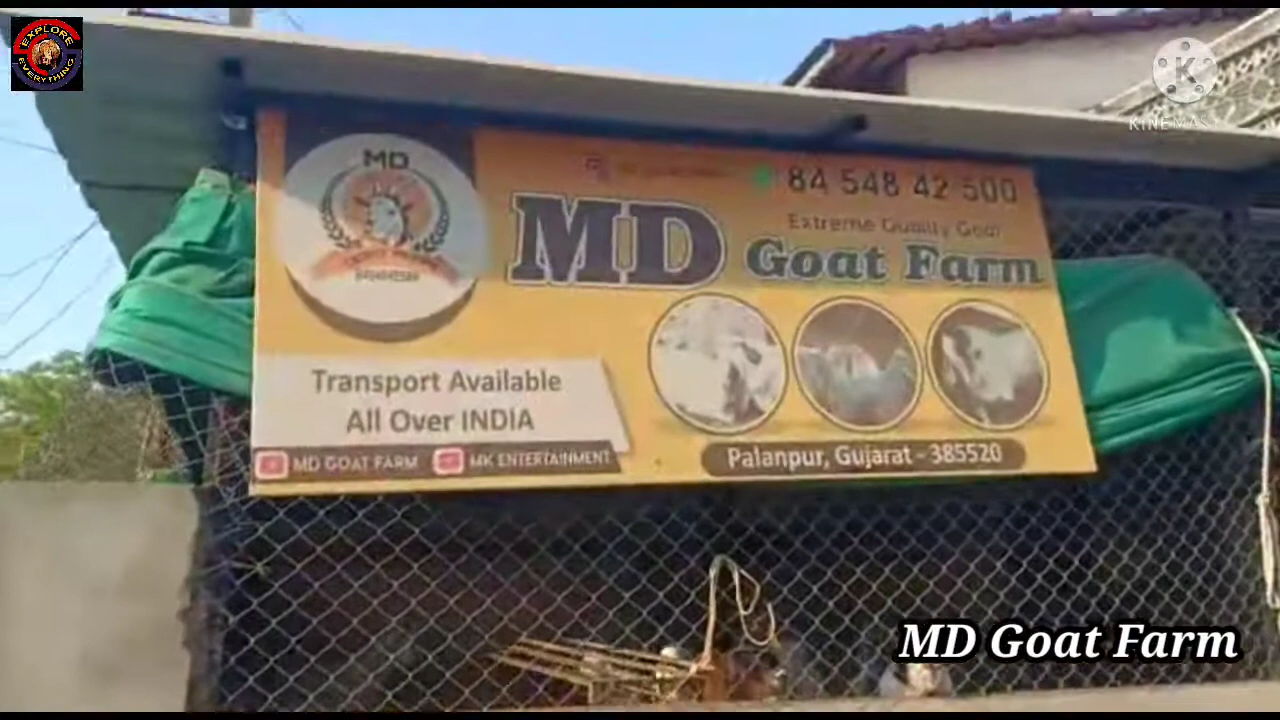 EXPLORE
EVERYTHING
K
KINEMAST
MD
84 548 42 500
Extreme Quality Goat
MD Goat Farm
Transport Available
All Over INDIA
MD GOAT FARM MK ENTERTAINMENT
Palanpur, Gujarat - 385520
MD Goat Farm